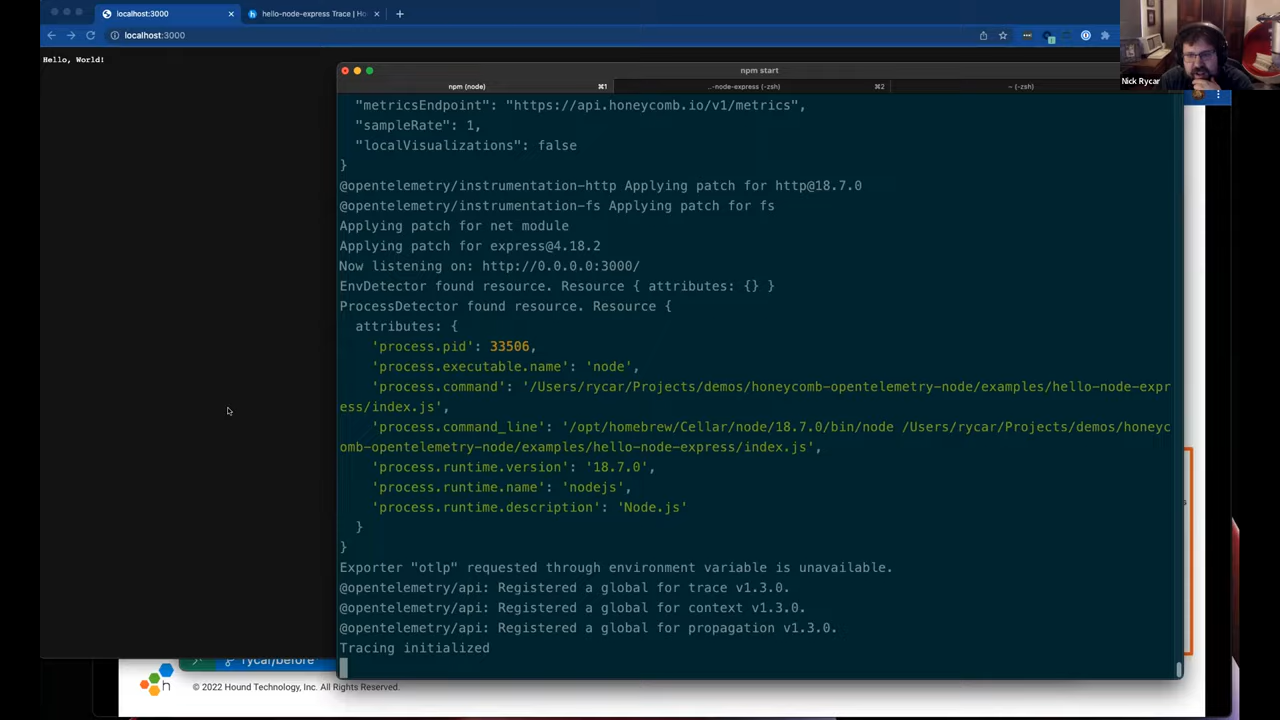 localhost:3000
hello-node-express Trace | Ho
localhost:3000
Nick Rycar
Hello, World!
npm start
npm (node)
⌘1
..-node-express (-zsh)
⌘2
~ (-zsh)
"metricsEndpoint": "https://api.honeycomb.io/v1/metrics",
"sampleRate": 1,
"localVisualizations": false
}
@opentelemetry/instrumentation-http Applying patch for http@18.7.0
@opentelemetry/instrumentation-fs Applying patch for fs
Applying patch for net module
Applying patch for express@4.18.2
Now listening on: http://0.0.0.0:3000/
EnvDetector found resource. Resource { attributes: {} }
ProcessDetector found resource. Resource {
attributes: {
'process.pid': 33506,
'process.executable.name': 'node',
'process.command': '/Users/rycar/Projects/demos/honeycomb-opentelemetry-node/examples/hello-node-expr
ess/index.js',
'process.command_line': '/opt/homebrew/Cellar/node/18.7.0/bin/node /Users/rycar/Projects/demos/honeyc
omb-opentelemetry-node/examples/hello-node-express/index.js',
'process.runtime.version': '18.7.0',
'process.runtime.name': 'nodejs',
'process.runtime.description': 'Node.js'
}
}
Exporter "otlp" requested through environment variable is unavailable.
@opentelemetry/api: Registered a global for trace v1.3.0.
@opentelemetry/api: Registered a global for context v1.3.0.
@opentelemetry/api: Registered a global for propagation v1.3.0.
Tracing initialized
rycar/before
h
© 2022 Hound Technology, Inc. All Rights Reserved.